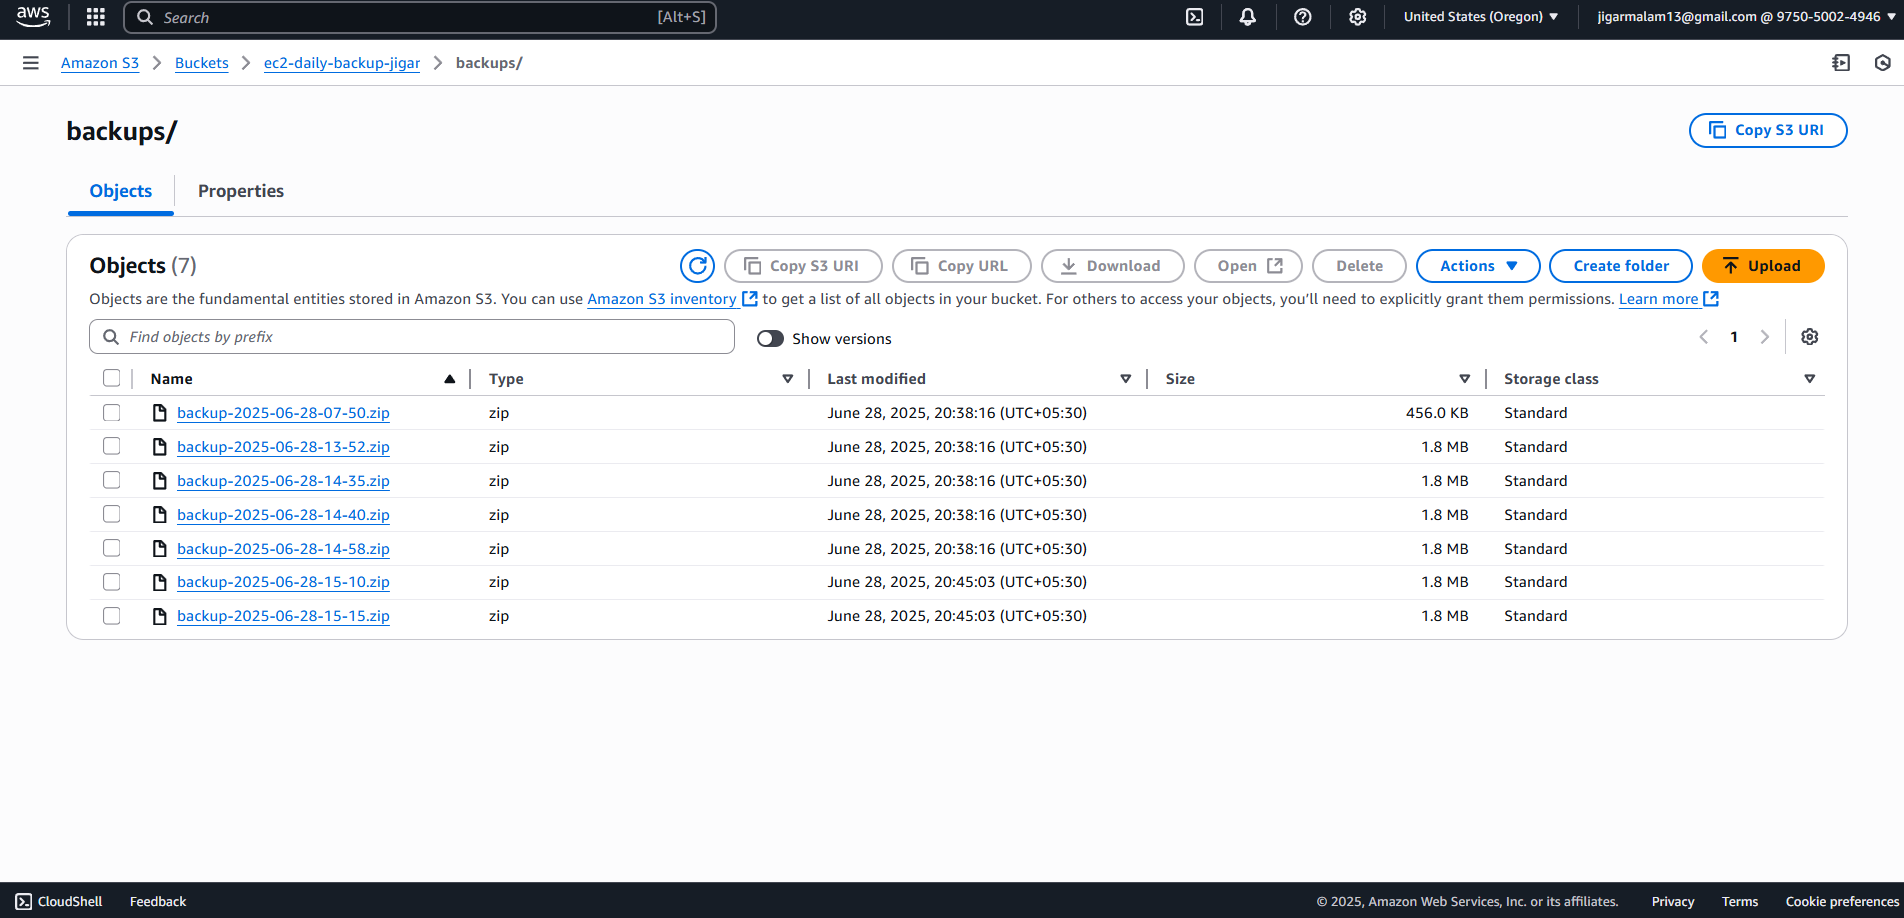 aws Search [Alt+S] United States (Oregon) jigarmalam13@gmail.com @ 9750-5002-4946
Amazon S3 Buckets ec2-daily-backup-jigar backups/
backups/ Copy S3 URI
Objects Properties
Objects (7) Copy S3 URI Copy URL Download Open Delete Actions Create folder Upload
Objects are the fundamental entities stored in Amazon S3. You can use Amazon S3 inventory to get a list of all objects in your bucket. For others to access your objects, you'll need to explicitly grant them permissions. Learn more
Find objects by prefix Show versions 1
Name Type Last modified Size Storage class
backup-2025-06-28-07-50.zip zip June 28, 2025, 20:38:16 (UTC+05:30) 456.0 KB Standard
backup-2025-06-28-13-52.zip zip June 28, 2025, 20:38:16 (UTC+05:30) 1.8 MB Standard
backup-2025-06-28-14-35.zip zip June 28, 2025, 20:38:16 (UTC+05:30) 1.8 MB Standard
backup-2025-06-28-14-40.zip zip June 28, 2025, 20:38:16 (UTC+05:30) 1.8 MB Standard
backup-2025-06-28-14-58.zip zip June 28, 2025, 20:38:16 (UTC+05:30) 1.8 MB Standard
backup-2025-06-28-15-10.zip zip June 28, 2025, 20:45:03 (UTC+05:30) 1.8 MB Standard
backup-2025-06-28-15-15.zip zip June 28, 2025, 20:45:03 (UTC+05:30) 1.8 MB Standard
CloudShell Feedback © 2025, Amazon Web Services, Inc. or its affiliates. Privacy Terms Cookie preferences